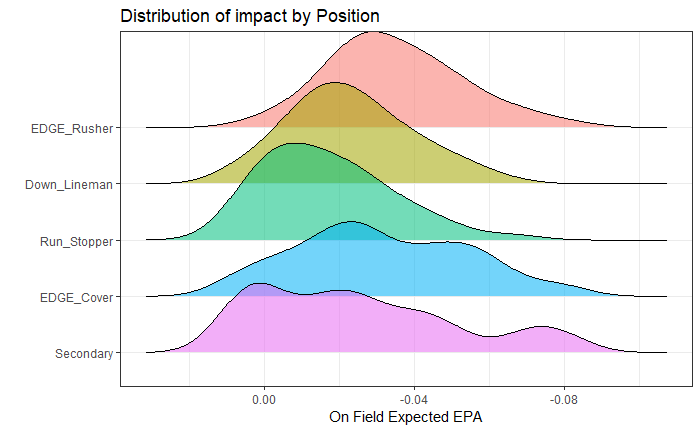 Distribution of impact by Position
EDGE_Rusher
Down_Lineman
Run_Stopper
EDGE_Cover
Secondary
0.00 -0.04 -0.08
On Field Expected EPA